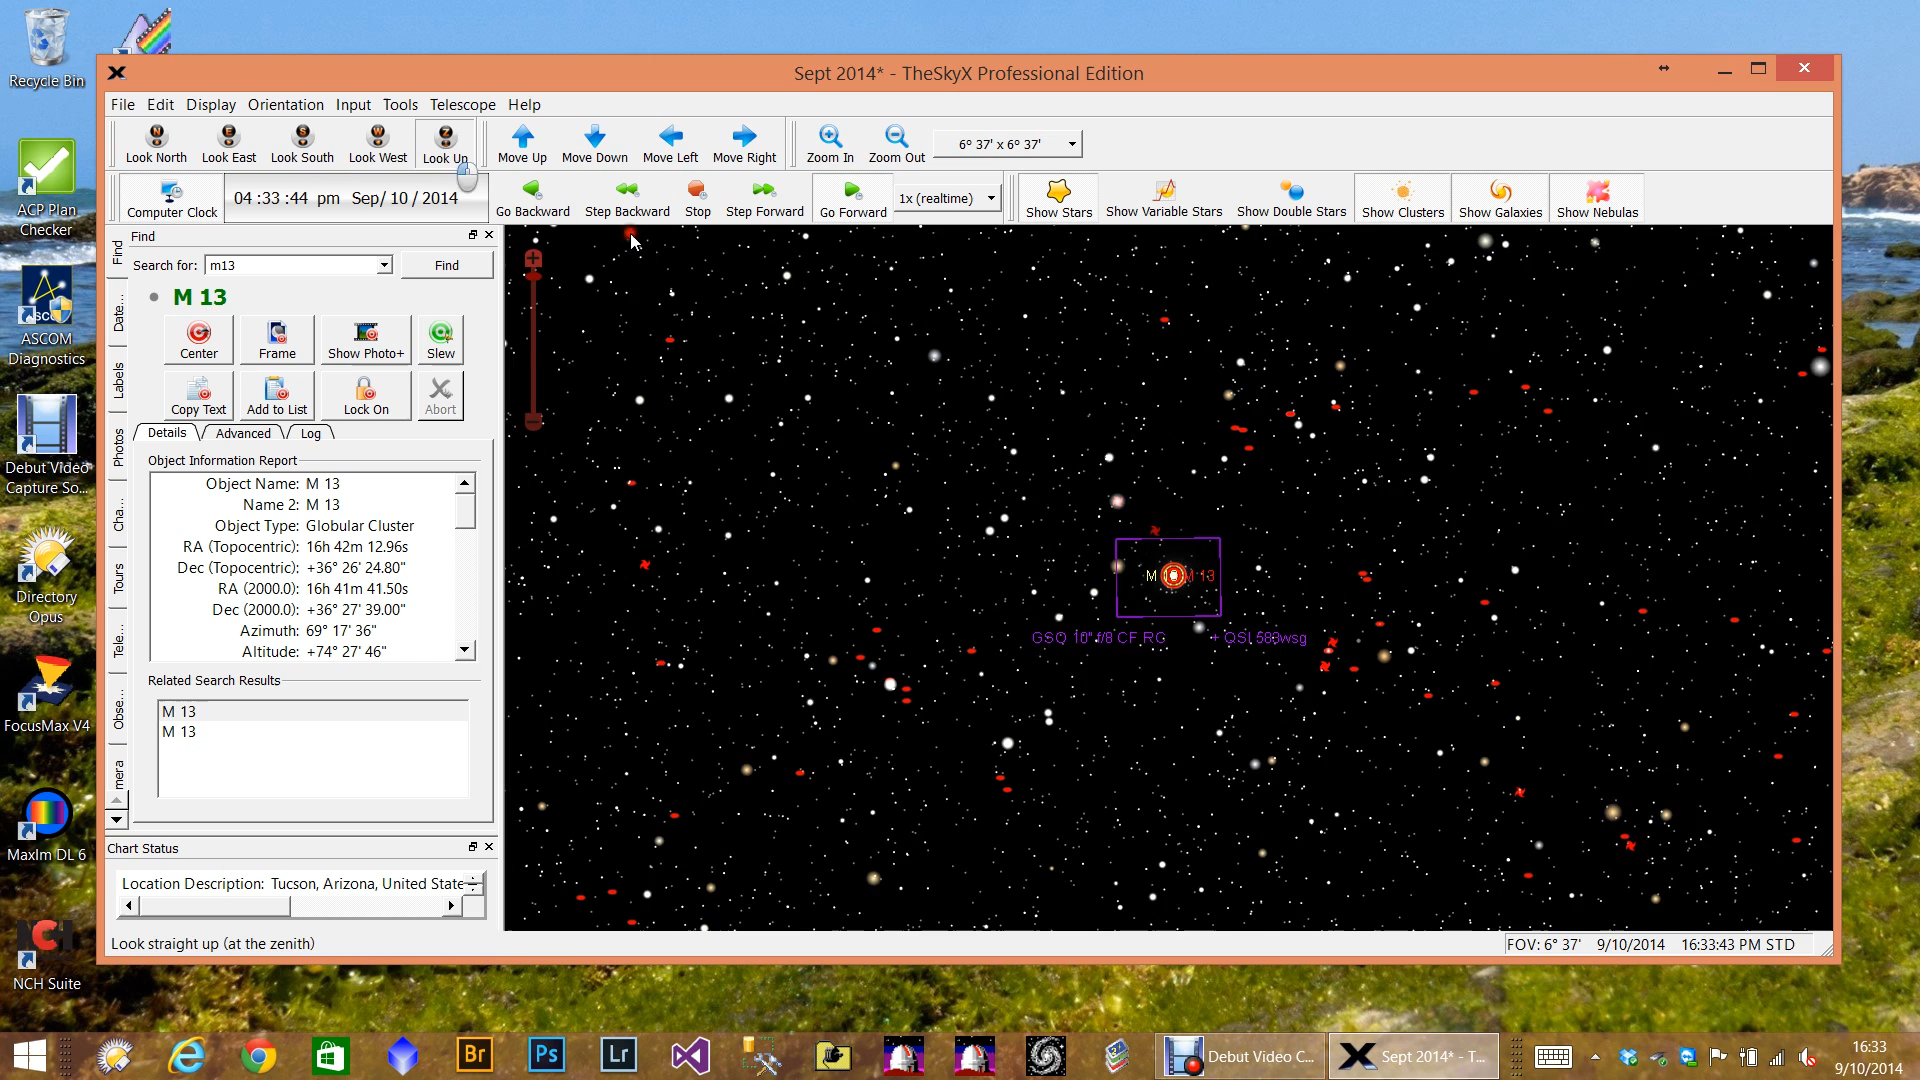 Recycle Bin
ACP Plan
Checker
ASCOM
Diagnostics
Debut Video
Capture So...
Directory
Opus
FocusMax V4
MaxIm DL 6
NCH Suite
Sept 2014* - TheSkyX Professional Edition
File Edit Display Orientation Input Tools Telescope Help
N E S W Z
Look North Look East Look South Look West Look Up Move Up Move Down Move Left Move Right Zoom In Zoom Out 6° 37' x 6° 37'
Computer Clock 04 :33 :44 pm Sep/ 10 / 2014 Go Backward Step Backward Stop Step Forward Go Forward 1x (realtime) Show Stars Show Variable Stars Show Double Stars Show Clusters Show Galaxies Show Nebulas
Find
Search for: m13 Find
M 13
Center Frame Show Photo+ Slew
Copy Text Add to List Lock On Abort
Details Advanced Log
Object Information Report
Object Name: M 13
Name 2: M 13
Object Type: Globular Cluster
RA (Topocentric): 16h 42m 12.96s
Dec (Topocentric): +36° 26' 24.80"
RA (2000.0): 16h 41m 41.50s
Dec (2000.0): +36° 27' 39.00"
Azimuth: 69° 17' 36"
Altitude: +74° 27' 46"
Related Search Results
M 13
M 13
Find
Date...
Labels
Photos
Cha...
Tours
Tele...
Obse...
mera
Chart Status
Location Description: Tucson, Arizona, United State
Look straight up (at the zenith)
M 13 M 13
GSO 10" f/8 CF RC + QSI 583wsg
FOV: 6° 37' 9/10/2014 16:33:43 PM STD
Br Ps Lr
Debut Video C...
Sept 2014* - T...
16:33
9/10/2014